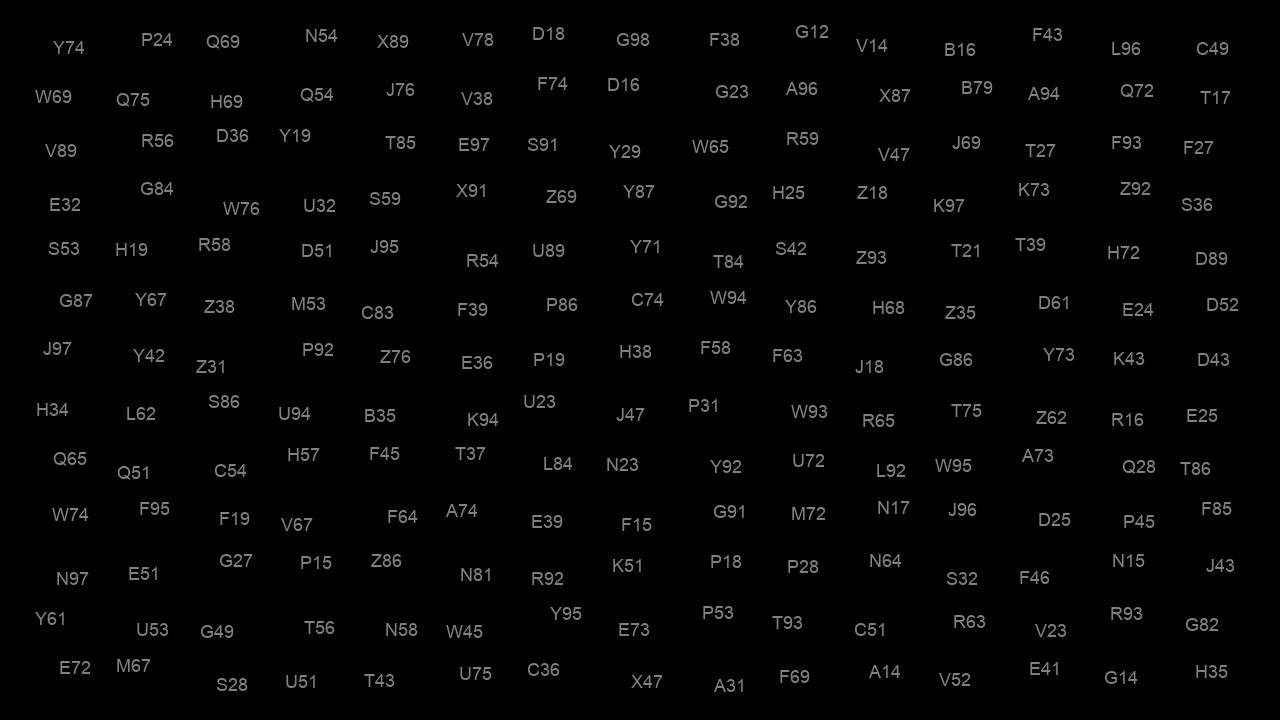 Y74 P24 Q69 N54 X89 V78 D18 G98 F38 G12 V14 B16 F43 L96 C49
W69 Q75 H69 Q54 J76 V38 F74 D16 G23 A96 X87 B79 A94 Q72 T17
V89 R56 D36 Y19 T85 E97 S91 Y29 W65 R59 V47 J69 T27 F93 F27
E32 G84 W76 U32 S59 X91 Z69 Y87 G92 H25 Z18 K97 K73 Z92 S36
S53 H19 R58 D51 J95 R54 U89 Y71 T84 S42 Z93 T21 T39 H72 D89
G87 Y67 Z38 M53 C83 F39 P86 C74 W94 Y86 H68 Z35 D61 E24 D52
J97 Y42 Z31 P92 Z76 E36 P19 H38 F58 F63 J18 G86 Y73 K43 D43
H34 L62 S86 U94 B35 K94 U23 J47 P31 W93 R65 T75 Z62 R16 E25
Q65 Q51 C54 H57 F45 T37 L84 N23 Y92 U72 L92 W95 A73 Q28 T86
W74 F95 F19 V67 F64 A74 E39 F15 G91 M72 N17 J96 D25 P45 F85
N97 E51 G27 P15 Z86 N81 R92 K51 P18 P28 N64 S32 F46 N15 J43
Y61 U53 G49 T56 N58 W45 Y95 E73 P53 T93 C51 R63 V23 R93 G82
E72 M67 S28 U51 T43 U75 C36 X47 A31 F69 A14 V52 E41 G14 H35